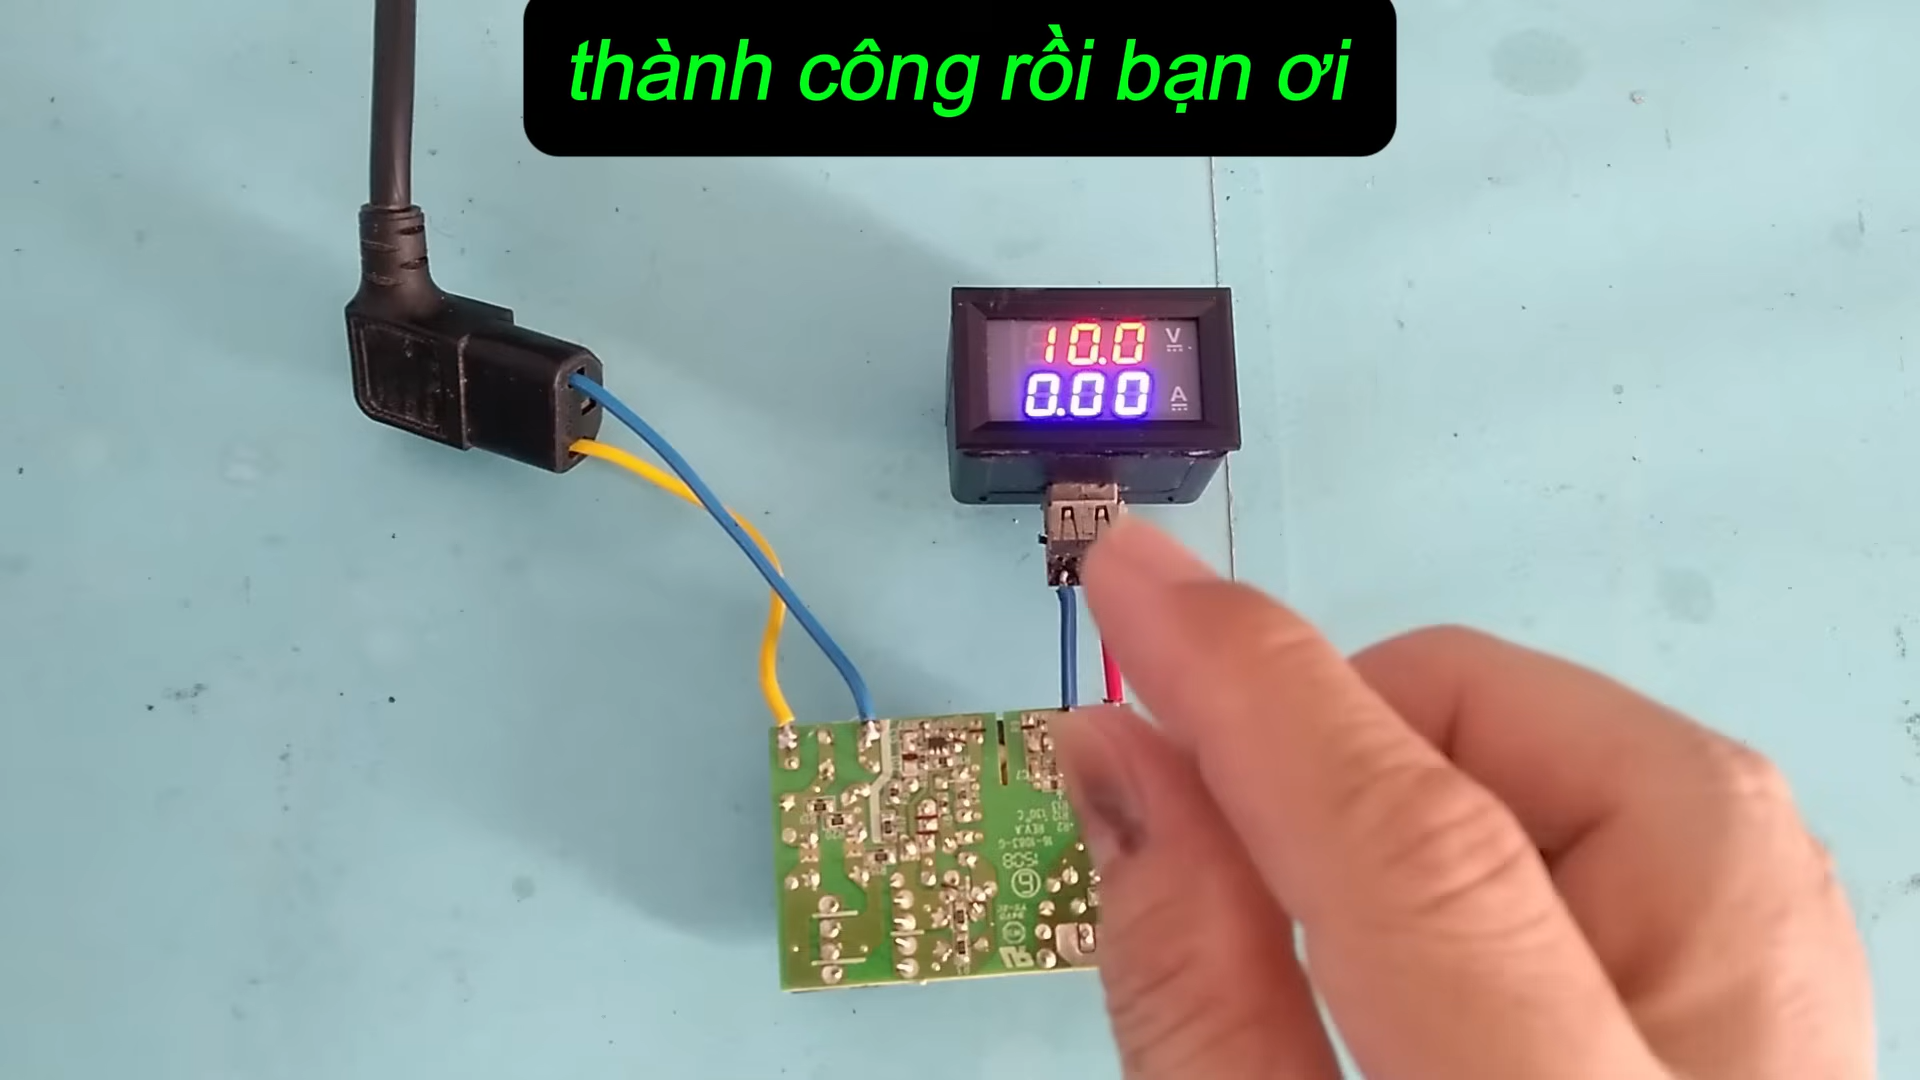 thành công rồi bạn ơi
10.0 V
0.00 A